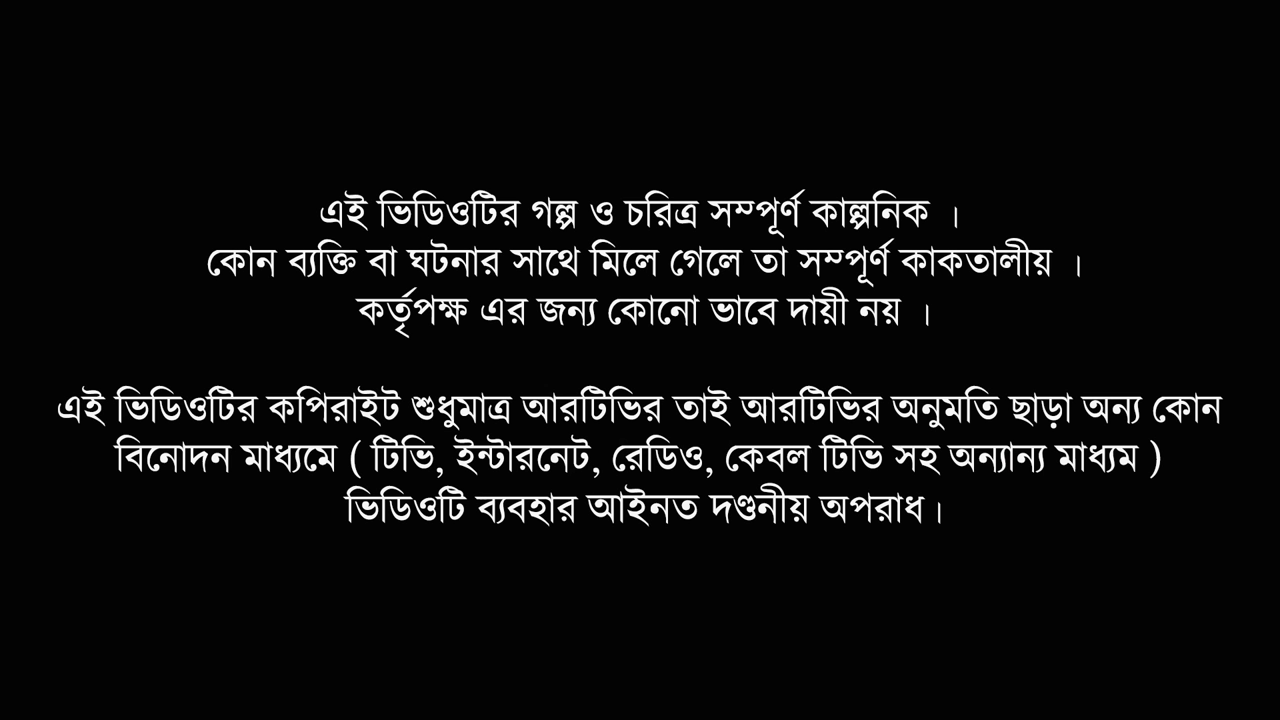 এই ভিডিওটির গল্প ও চরিত্র সম্পূর্ণ কাল্পনিক ।
কোন ব্যক্তি বা ঘটনার সাথে মিলে গেলে তা সম্পূর্ণ কাকতালীয় ।
কর্তৃপক্ষ এর জন্য কোনো ভাবে দায়ী নয় ।
এই ভিডিওটির কপিরাইট শুধুমাত্র আরটিভির তাই আরটিভির অনুমতি ছাড়া অন্য কোন
বিনোদন মাধ্যমে ( টিভি, ইন্টারনেট, রেডিও, কেবল টিভি সহ অন্যান্য মাধ্যম )
ভিডিওটি ব্যবহার আইনত দণ্ডনীয় অপরাধ।